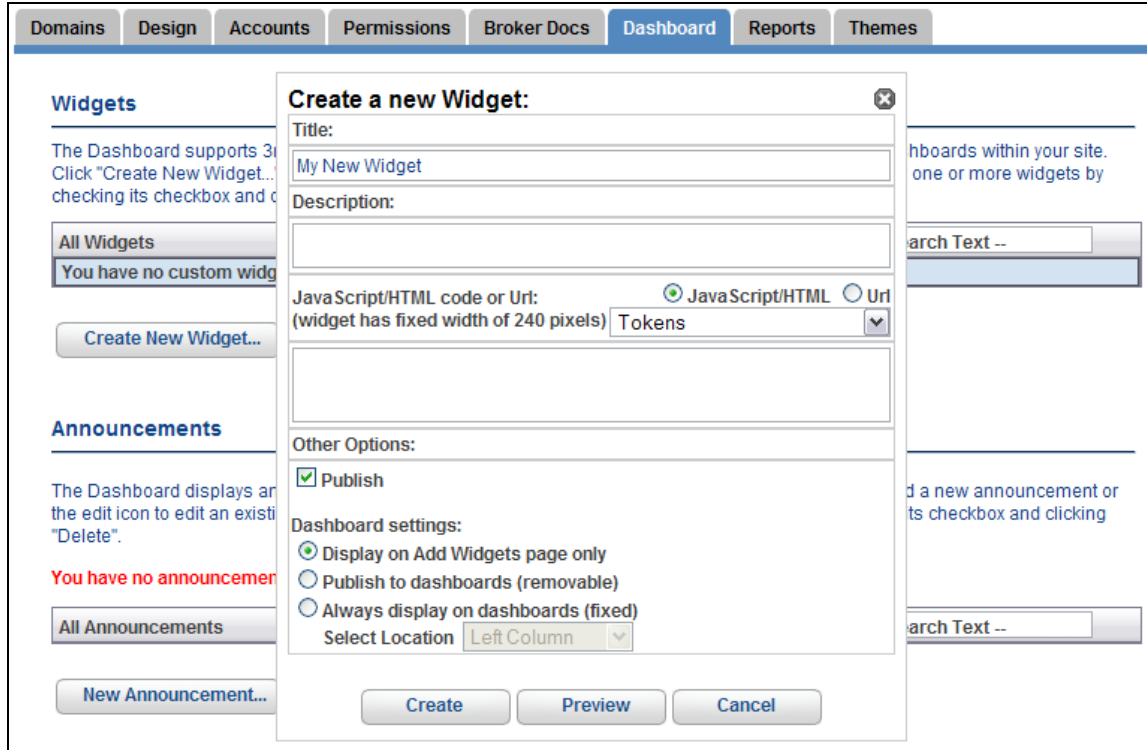 Domains Design Accounts Permissions Broker Docs Dashboard Reports Themes
Widgets
The Dashboard supports
hboards within your site.
Click "Create New Widget..."
one or more widgets by
checking its checkbox and
All Widgets
arch Text --
You have no custom widg
Create New Widget...
Announcements
The Dashboard displays
d a new announcement or
the edit icon to edit an existi
ts checkbox and clicking
"Delete".
You have no announcemen
All Announcements
arch Text --
New Announcement...
Create a new Widget:
Title:
My New Widget
Description:
JavaScript/HTML code or Url:
JavaScript/HTML Url
(widget has fixed width of 240 pixels) Tokens
Other Options:
Publish
Dashboard settings:
Display on Add Widgets page only
Publish to dashboards (removable)
Always display on dashboards (fixed)
Select Location Left Column
Create Preview Cancel